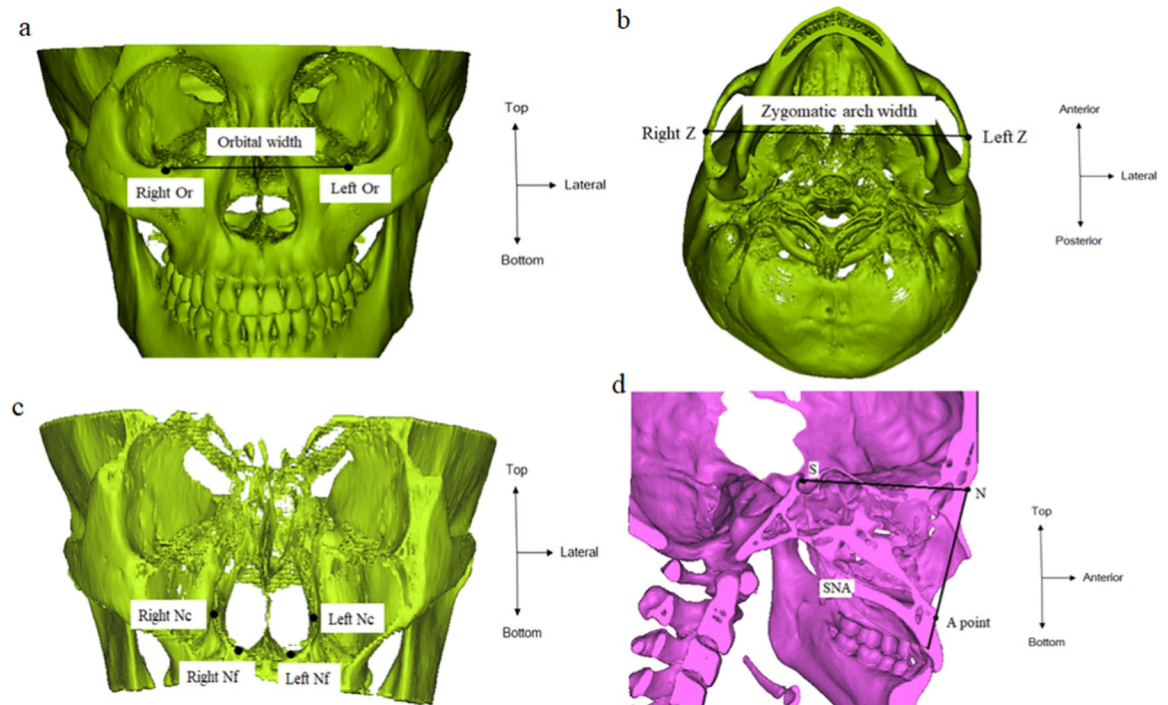 a
Orbital width
Right Or
Left Or
Top
Lateral
Bottom
b
Zygomatic arch width
Right Z
Left Z
Anterior
Lateral
Posterior
c
Right Nc
Left Nc
Right Nf
Left Nf
Top
Lateral
Bottom
d
S
N
SNA
A point
Top
Anterior
Bottom